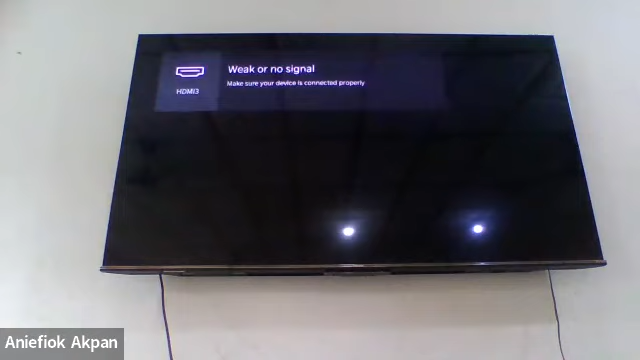 Weak or no signal
Make sure your device is connected properly
HDMI3
Aniefiok Akpan